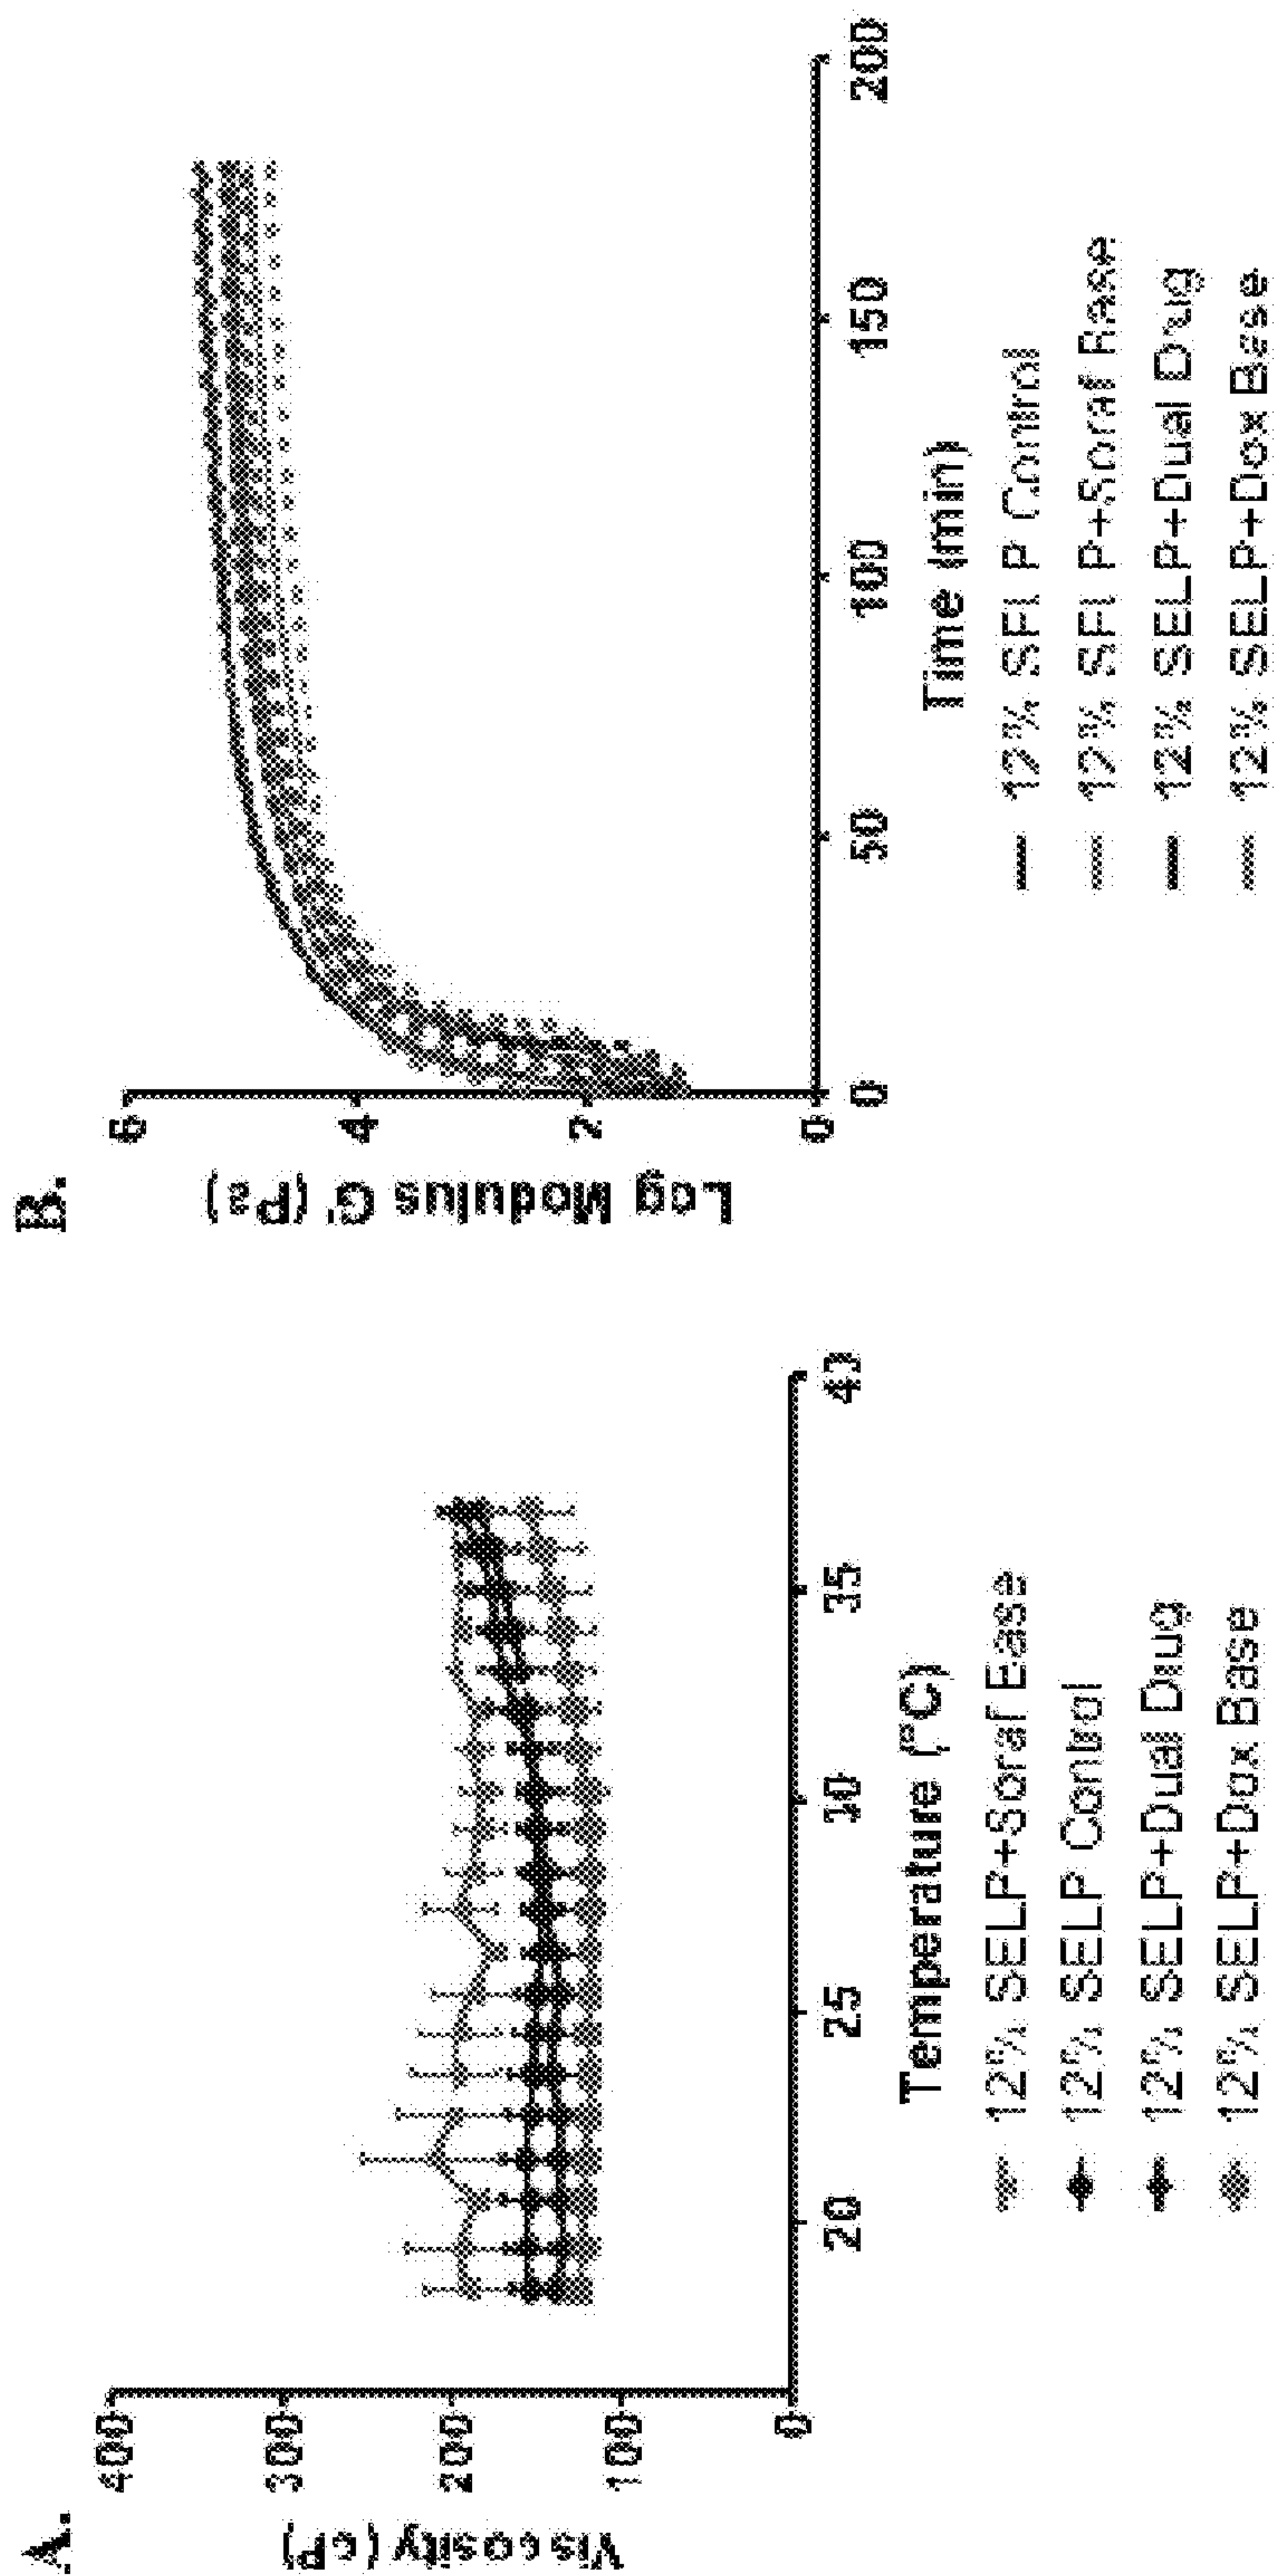 A.
Viscosity (cP)
400
300
200
100
0
20
25
30
35
43
Temperature (°C)
12% SELP+Soraf Base
12% SELP Control
12% SELP+Dual Drug
12% SELP+Dox Base
B.
Log Modulus G' (Pa)
6
4
2
0
0
50
100
150
200
Time (min)
12% SELP Control
12% SELP+Soraf Base
12% SELP+Dual Drug
12% SELP+Dox Base